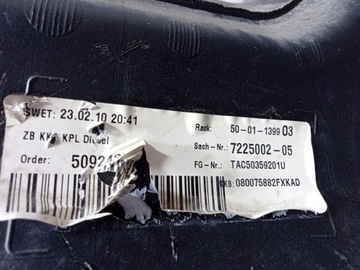 SWET: 23.02.10 20:41
Rack: 50-01-1399 03
ZB KKB KPL Diesel
Sach-Nr.: 7225002-05
Order:
FG-Nr.: TAC50359201U
080075882FXKAD